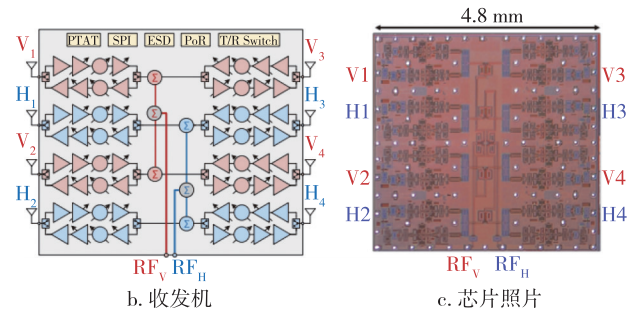 PTAT SPI ESD PoR T/R Switch
V1
H1
V2
H2
Σ
Σ
Σ
Σ
Σ
Σ
V3
H3
V4
H4
RFV RFH
b. 收发机
4.8 mm
V1
H1
V2
H2
V3
H3
V4
H4
RFV RFH
c. 芯片照片